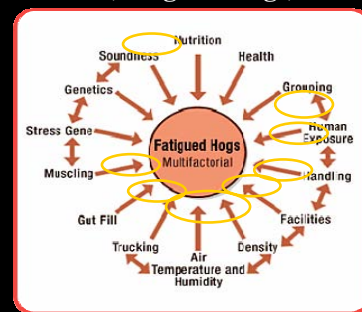 Nutrition
Soundness
Health
Genetics
Grouping
Stress Gene
Human
Exposure
Fatigued Hogs
Multifactorial
Muscling
Handling
Gut Fill
Facilities
Trucking
Air
Temperature and
Humidity
Density